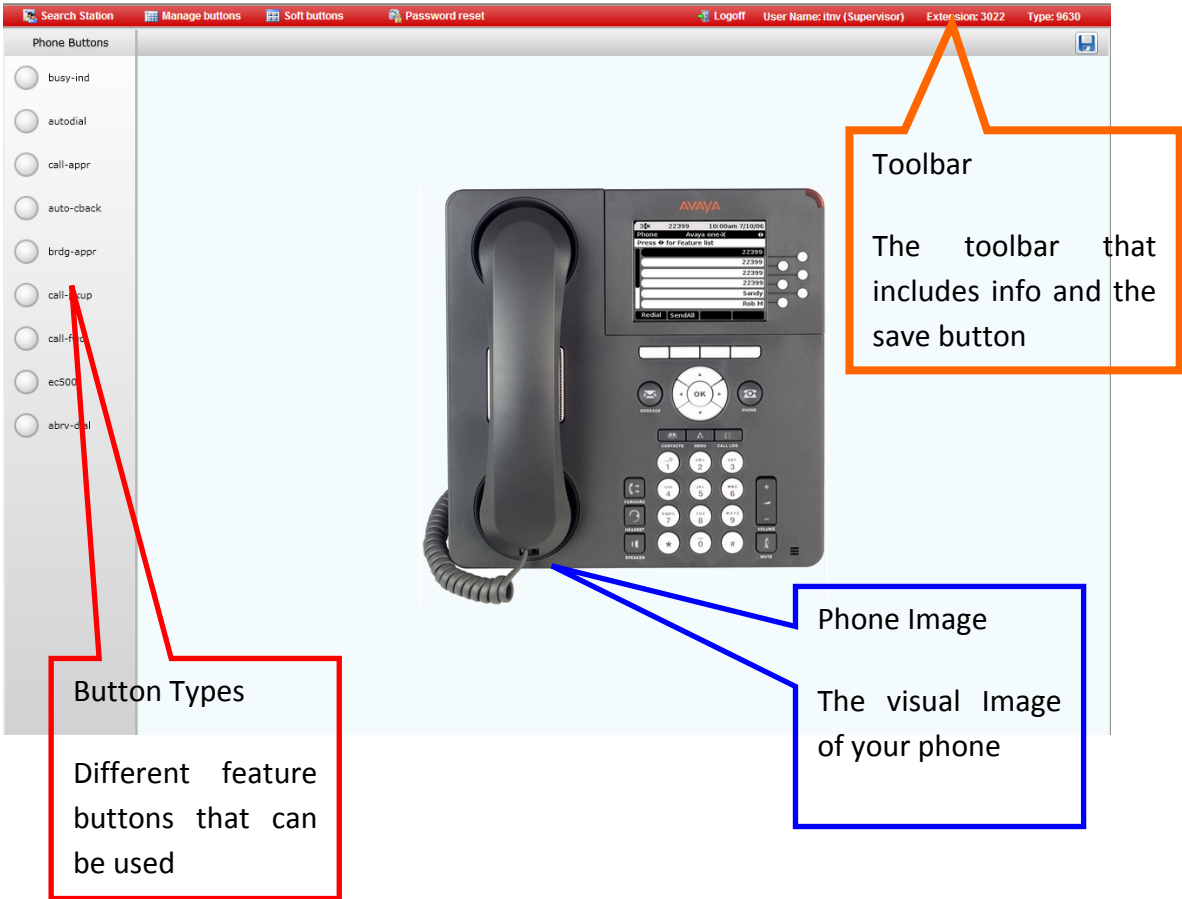 Search Station Manage buttons Soft buttons Password reset Logoff User Name: itnv (Supervisor) Extension: 3022 Type: 9630
Phone Buttons
busy-ind
autodial
call-appr
auto-cback
brdg-appr
ec500
AVAYA
22399 10:00am 7/10/06
Phone Avaya one-X
Press for Feature list
22399
22399
22399
22399
Sandy
Rob M
Redial SendAll
OK
MESSAGE PHONE
CONTACTS MENU CALL LOG
1 2 3
4 5 6
FORWARD
7 8 9
HEADSET VOLUME
* 0 #
SPEAKER MUTE
Toolbar
The toolbar that
includes info and the
save button
Phone Image
The visual Image
of your phone
Button Types
Different feature
buttons that can
be used